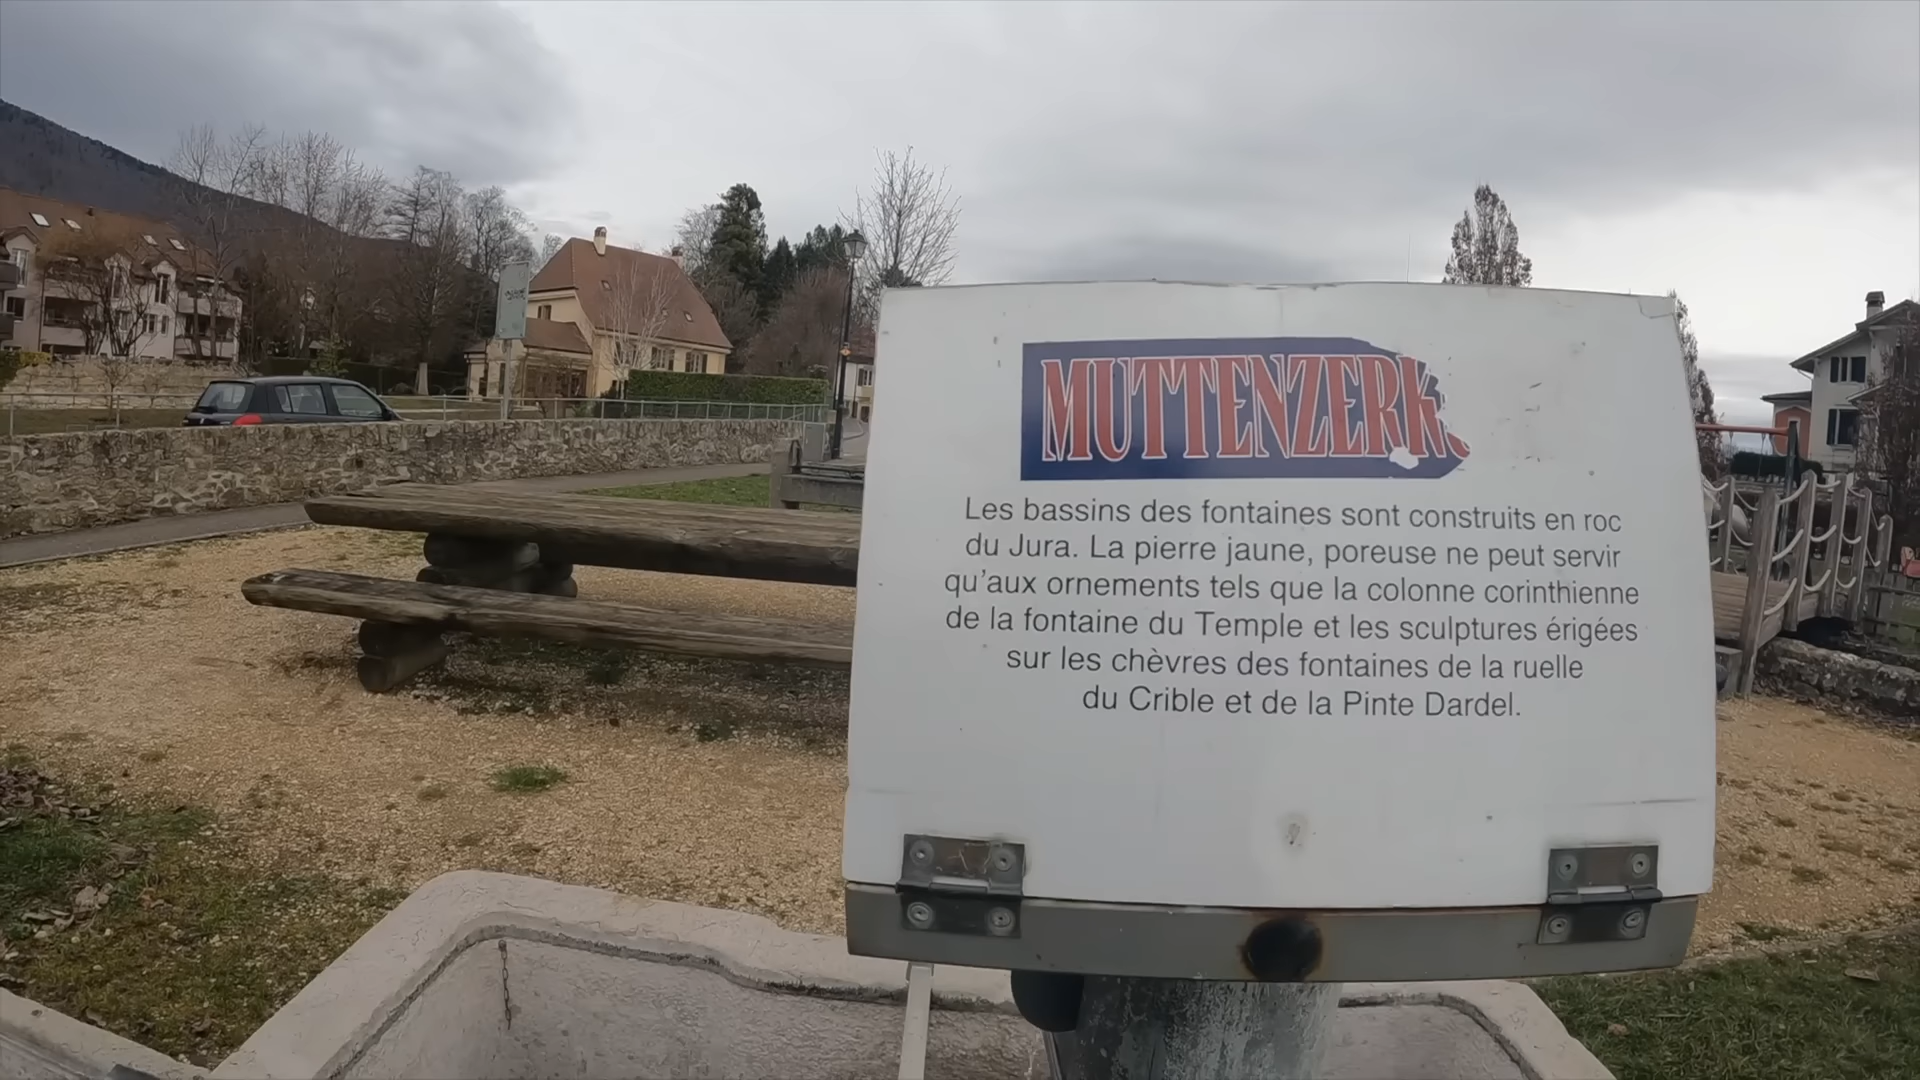 MUTTENZERK
Les bassins des fontaines sont construits en roc
du Jura. La pierre jaune, poreuse ne peut servir
qu'aux ornements tels que la colonne corinthienne
de la fontaine du Temple et les sculptures érigées
sur les chèvres des fontaines de la ruelle
du Crible et de la Pinte Dardel.